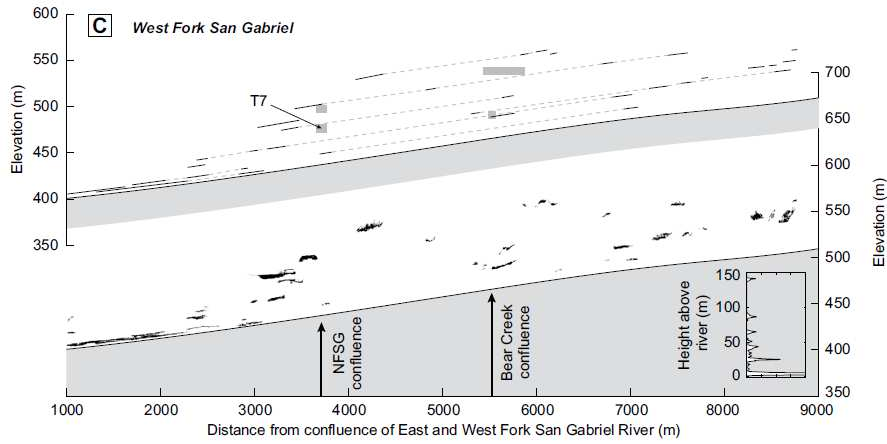 C West Fork San Gabriel
Elevation (m)
600
550
500
450
400
350
T7
700
650
600
550
500
450
400
350
Elevation (m)
NFSG
confluence
Bear Creek
confluence
Height above
river (m)
150
100
50
0
1000 2000 3000 4000 5000 6000 7000 8000 9000
Distance from confluence of East and West Fork San Gabriel River (m)